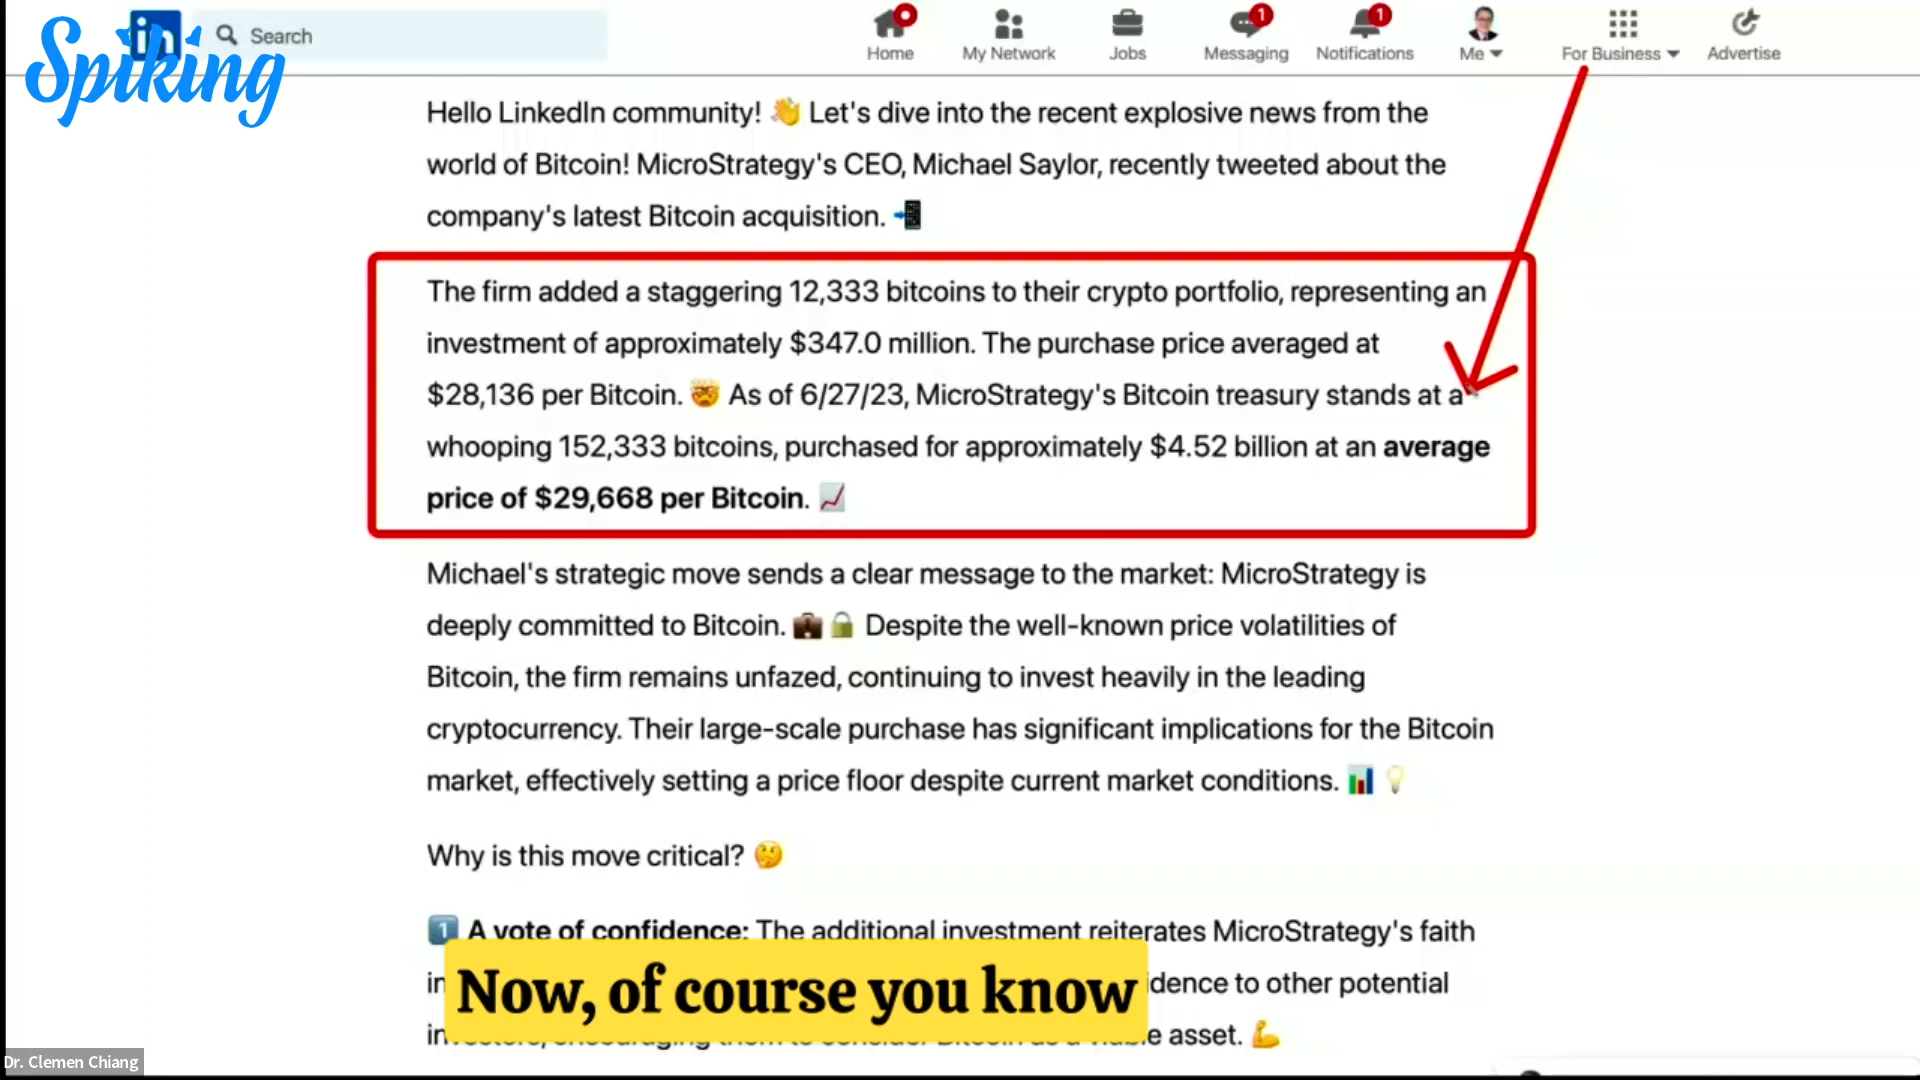 Spiking
in
Search
Home
My Network
Jobs
1
Messaging
1
Notifications
Me
For Business
Advertise
Hello LinkedIn community! 👋 Let's dive into the recent explosive news from the
world of Bitcoin! MicroStrategy's CEO, Michael Saylor, recently tweeted about the
company's latest Bitcoin acquisition. 📲
The firm added a staggering 12,333 bitcoins to their crypto portfolio, representing an
investment of approximately $347.0 million. The purchase price averaged at
$28,136 per Bitcoin. 🤯 As of 6/27/23, MicroStrategy's Bitcoin treasury stands at a
whooping 152,333 bitcoins, purchased for approximately $4.52 billion at an average
price of $29,668 per Bitcoin. 📈
Michael's strategic move sends a clear message to the market: MicroStrategy is
deeply committed to Bitcoin. 💼🔒 Despite the well-known price volatilities of
Bitcoin, the firm remains unfazed, continuing to invest heavily in the leading
cryptocurrency. Their large-scale purchase has significant implications for the Bitcoin
market, effectively setting a price floor despite current market conditions. 📊💡
Why is this move critical? 🤔
1️⃣ A vote of confidence: The additional investment reiterates MicroStrategy's faith
potential
asset. 💪
Now, of course you know
Dr. Clemen Chiang